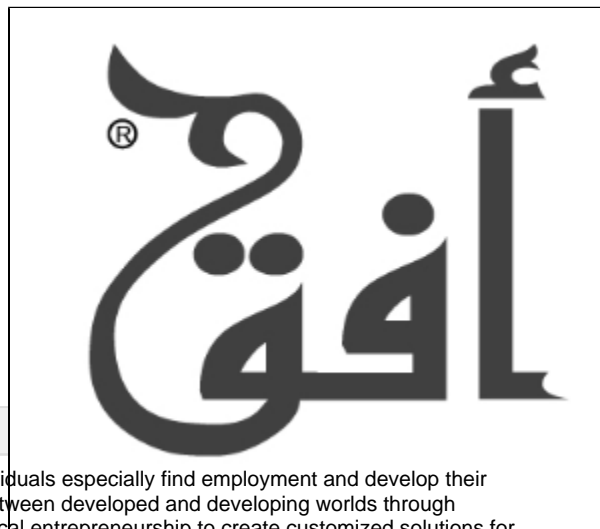 أفق
®
iduals especially find employment and develop their
tween developed and developing worlds through
cal entrepreneurship to create customized solutions for